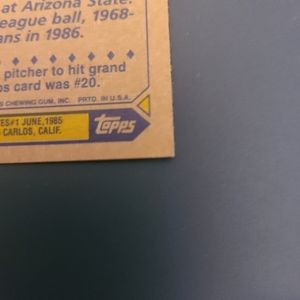 at Arizona State.
league ball, 1968-
ans in 1986.
pitcher to hit grand
s card was #20.
CHEWING GUM, INC. PRTD. IN U.S.A.
ES#1 JUNE, 1985
CARLOS, CALIF.
Topps